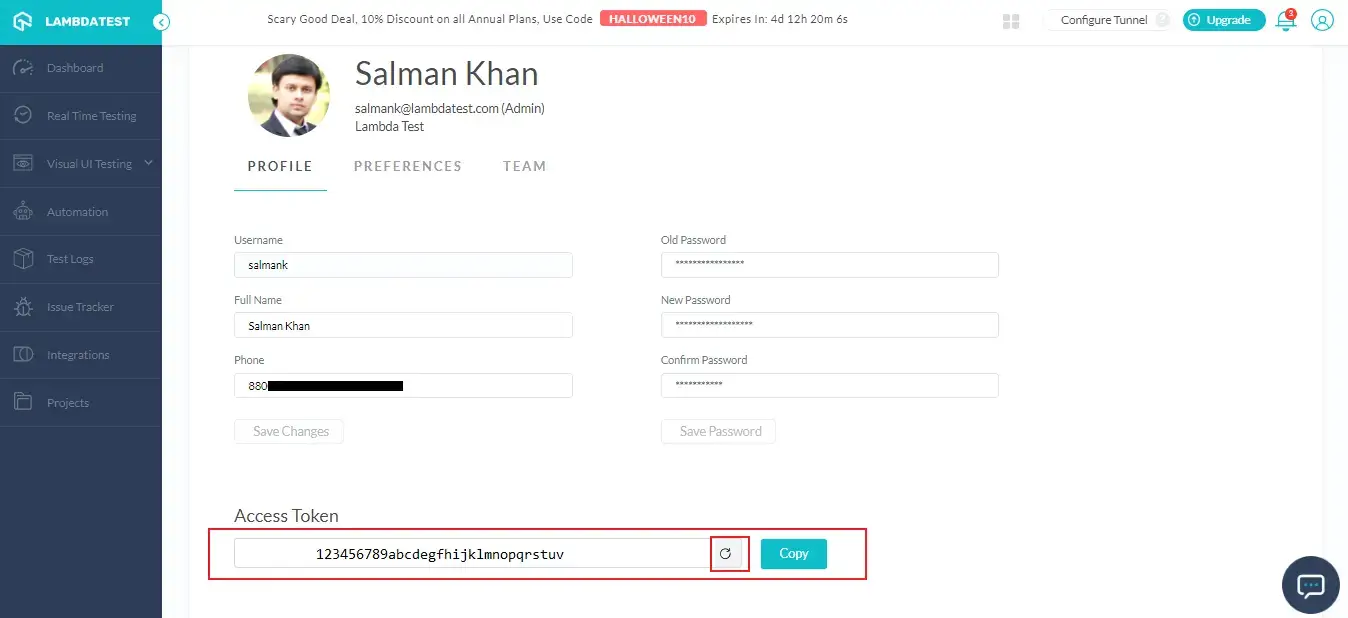 LAMBDATEST
Scary Good Deal, 10% Discount on all Annual Plans, Use Code HALLOWEEN10 Expires In: 4d 12h 20m 6s
Configure Tunnel ?
Upgrade
Dashboard
Real Time Testing
Visual UI Testing
Automation
Test Logs
Issue Tracker
Integrations
Projects
Salman Khan
salmank@lambdatest.com (Admin)
Lambda Test
PROFILE PREFERENCES TEAM
Username
salmank
Full Name
Salman Khan
Phone
880
Save Changes
Old Password
****************
New Password
******************
Confirm Password
***********
Save Password
Access Token
123456789abcdegfhijklmnopqrstuv
Copy